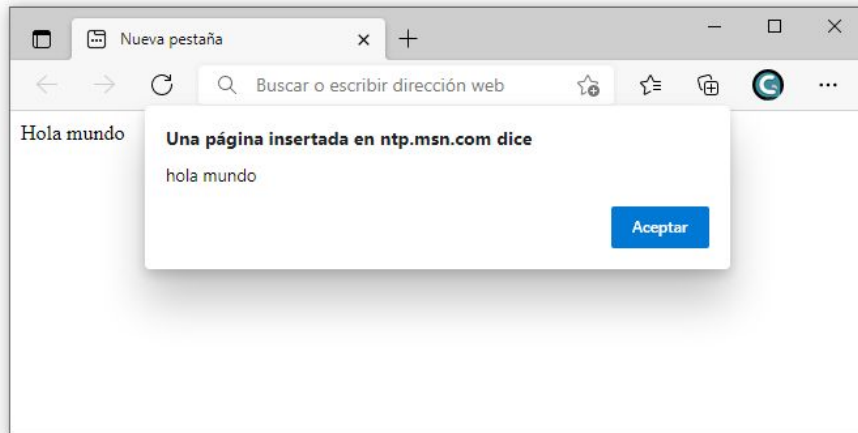 Nueva pestaña
Buscar o escribir dirección web
Hola mundo
Una página insertada en ntp.msn.com dice
hola mundo
Aceptar